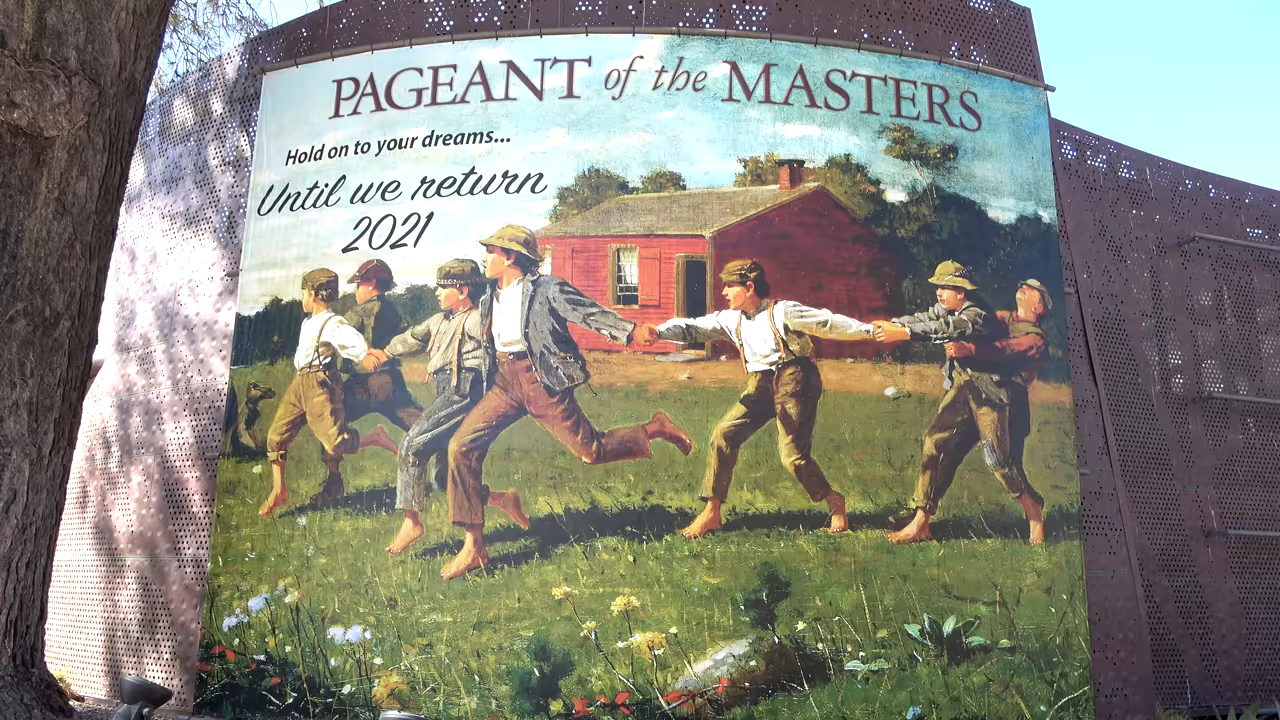 PAGEANT of the MASTERS
Hold on to your dreams...
Until we return
2021